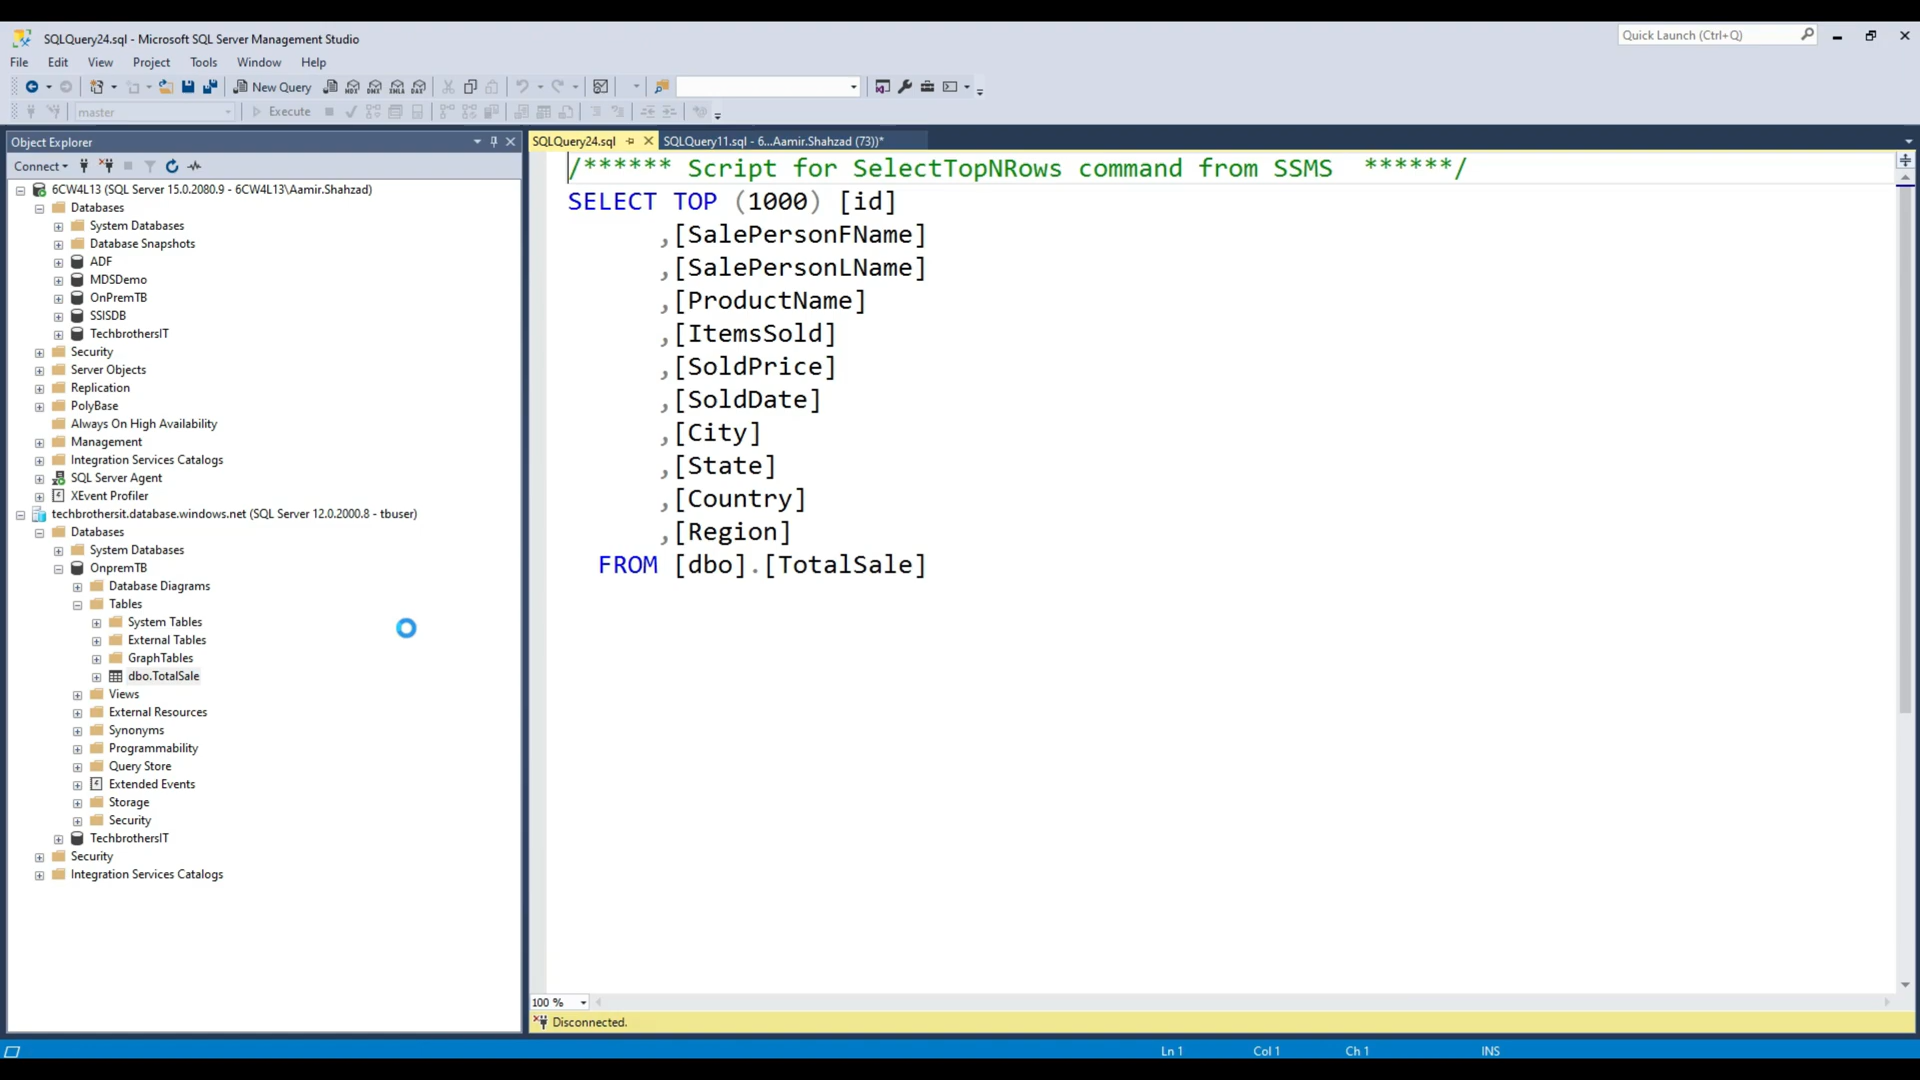 SQLQuery24.sql - Microsoft SQL Server Management Studio
Quick Launch (Ctrl+Q)
File Edit View Project Tools Window Help
New Query
master
Execute
Object Explorer
SQLQuery24.sql
SQLQuery11.sql - 6...Aamir.Shahzad (73))*
Connect
6CW4L13 (SQL Server 15.0.2080.9 - 6CW4L13\Aamir.Shahzad)
Databases
System Databases
Database Snapshots
ADF
MDSDemo
OnPremTB
SSISDB
TechbrothersIT
Security
Server Objects
Replication
PolyBase
Always On High Availability
Management
Integration Services Catalogs
SQL Server Agent
XEvent Profiler
techbrothersit.database.windows.net (SQL Server 12.0.2000.8 - tbuser)
Databases
System Databases
OnpremTB
Database Diagrams
Tables
System Tables
External Tables
GraphTables
dbo.TotalSale
Views
External Resources
Synonyms
Programmability
Query Store
Extended Events
Storage
Security
TechbrothersIT
Security
Integration Services Catalogs
/****** Script for SelectTopNRows command from SSMS  ******/
SELECT TOP (1000) [id]
,[SalePersonFName]
,[SalePersonLName]
,[ProductName]
,[ItemsSold]
,[SoldPrice]
,[SoldDate]
,[City]
,[State]
,[Country]
,[Region]
FROM [dbo].[TotalSale]
100 %
Disconnected.
Ln 1 Col 1 Ch 1 INS